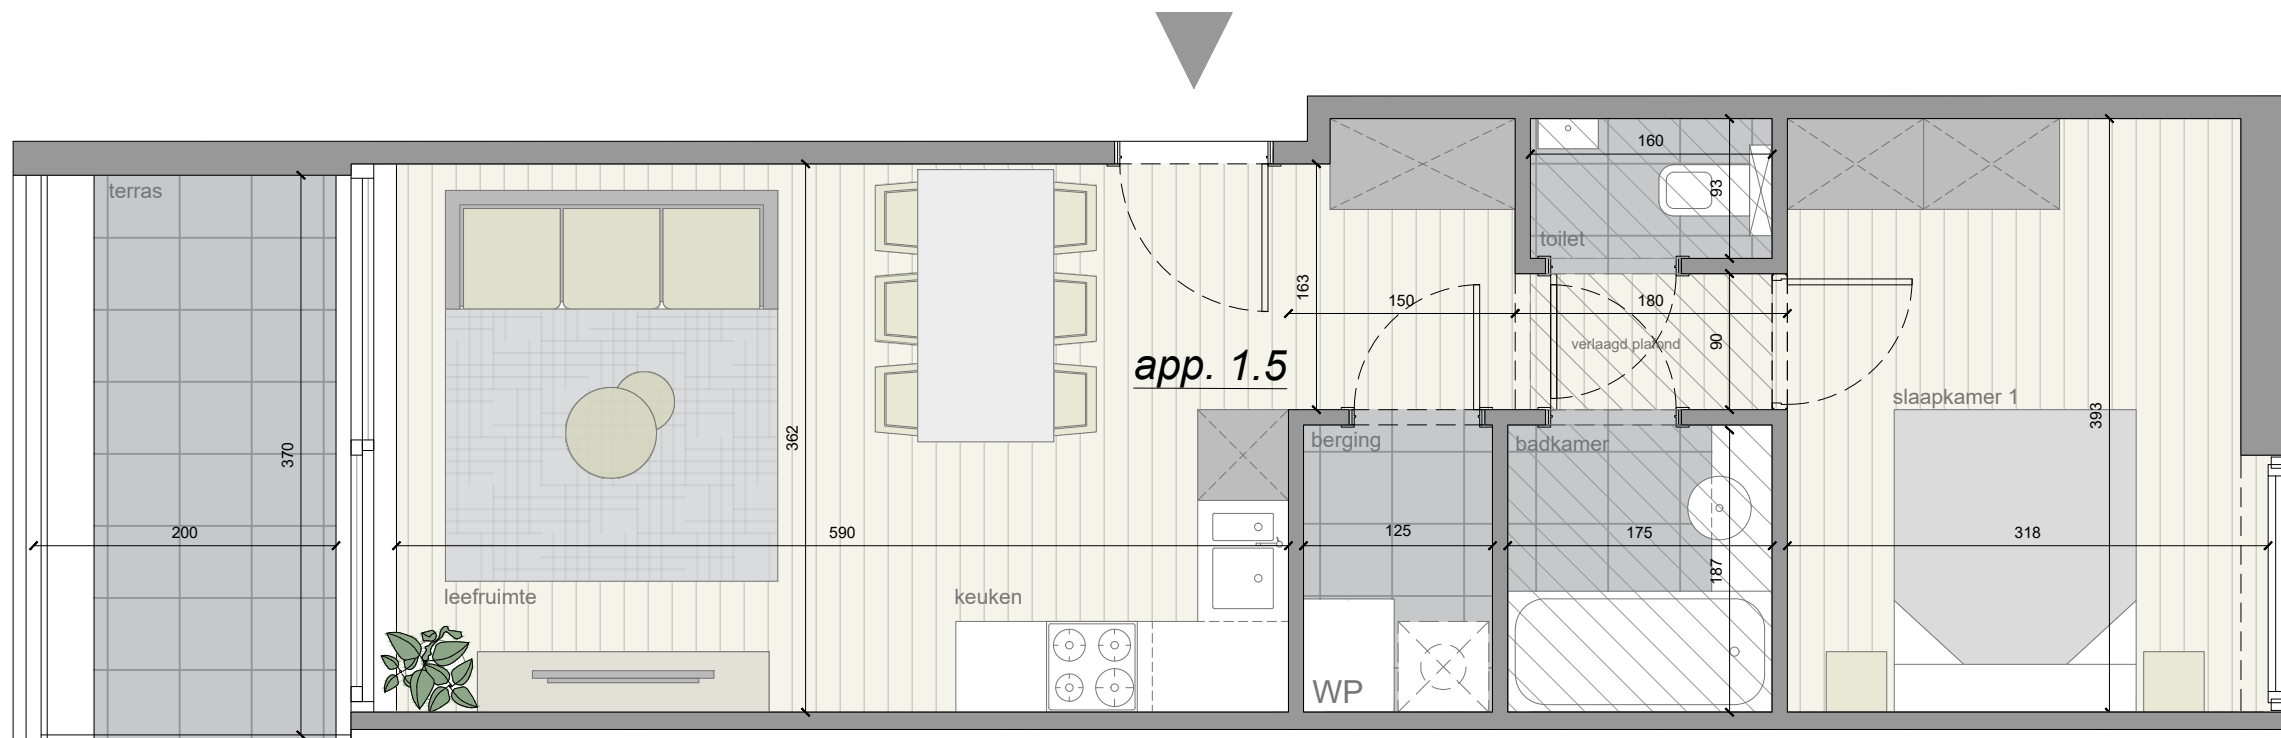 terras
160
93
toilet
163
150
180
verlaagd plafond
90
app. 1.5
slaapkamer 1
393
362
370
berging
badkamer
200
590
125
175
318
187
leefruimte
keuken
WP